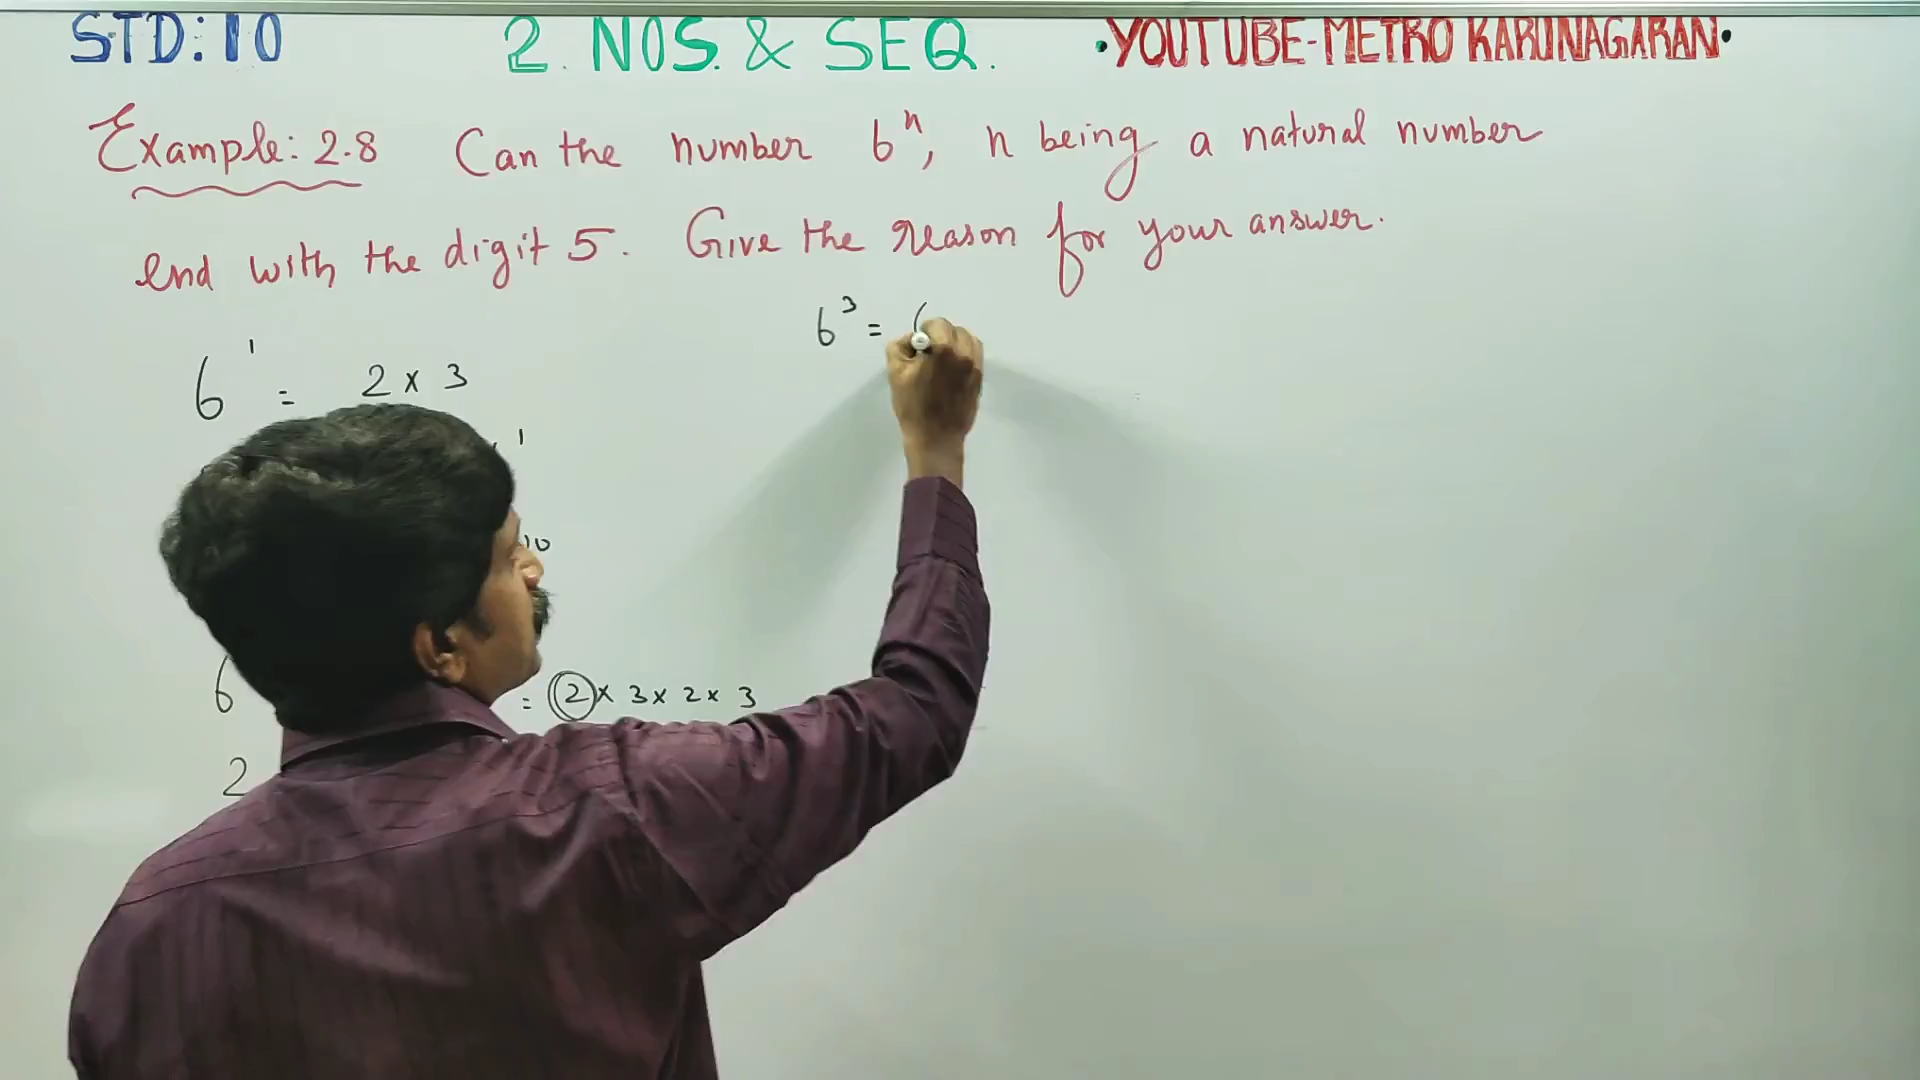 STD: 10 2. NOS. & SEQ. •YOUTUBE-METRO KARUNAGARAN•
Example: 2.8 Can the number 6ⁿ, n being a natural number
end with the digit 5. Give the reason for your answer.
6³ =
6¹ = 2 × 3
6 = 2 × 3 × 2 × 3
2